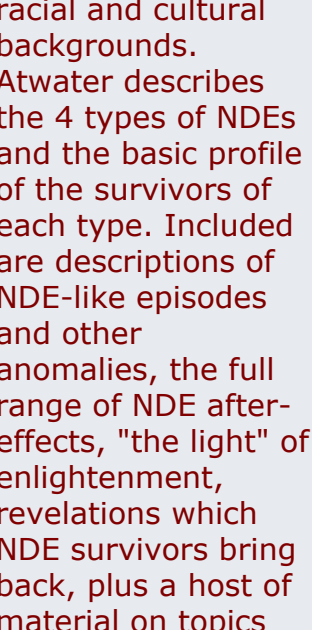 racial and cultural
backgrounds.
Atwater describes
the 4 types of NDEs
and the basic profile
of the survivors of
each type. Included
are descriptions of
NDE-like episodes
and other
anomalies, the full
range of NDE after-
effects, "the light" of
enlightenment,
revelations which
NDE survivors bring
back, plus a host of
material on topics